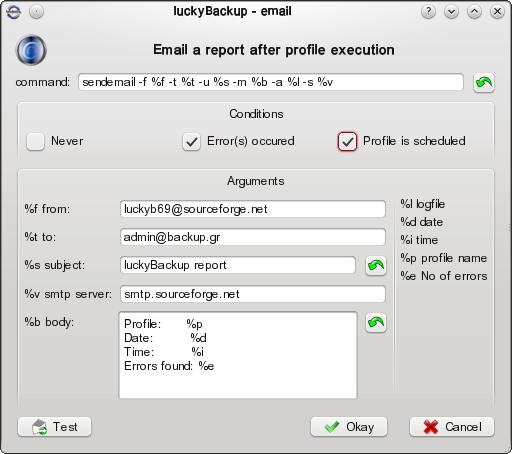 luckyBackup - email
Email a report after profile execution
command: sendemail -f %f -t %t -u %s -m %b -a %l -s %v
Conditions
Never
Error(s) occured
Profile is scheduled
Arguments
%f from: luckyb69@sourceforge.net
%t to: admin@backup.gr
%s subject: luckyBackup report
%v smtp server: smtp.sourceforge.net
%b body:
Profile: %p
Date: %d
Time: %i
Errors found: %e
%l logfile
%d date
%i time
%p profile name
%e No of errors
Test
Okay
Cancel